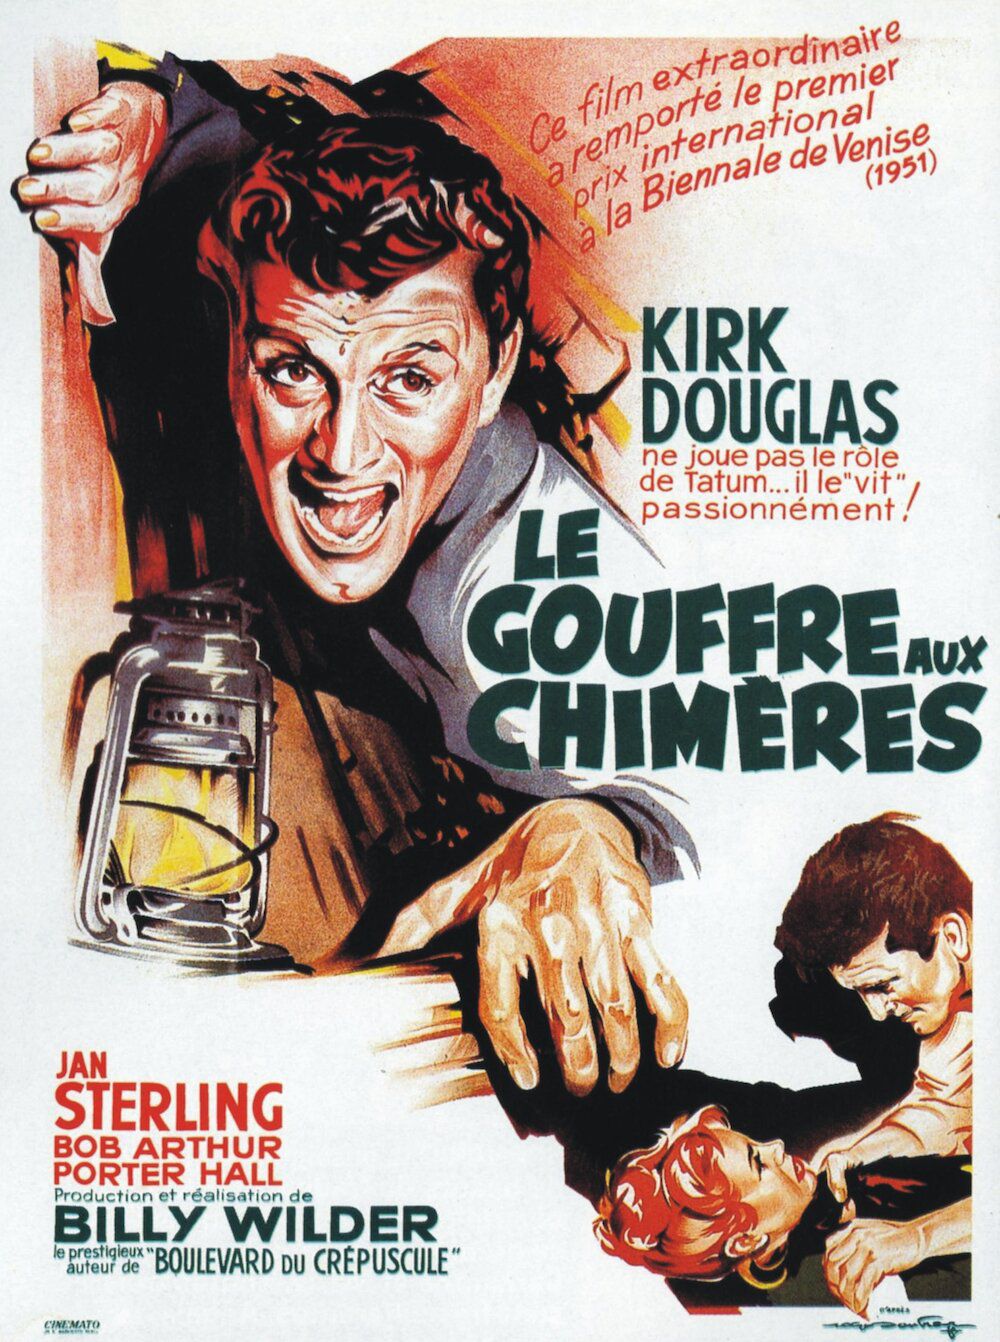 Ce film extraordinaire
a remporté le premier
prix international
à la Biennale de Venise
(1951)
KIRK
DOUGLAS
ne joue pas le rôle
de Tatum... il le "vit"
passionnément!
LE
GOUFFRE AUX
CHIMÈRES
JAN
STERLING
BOB ARTHUR
PORTER HALL
Production et réalisation de
BILLY WILDER
le prestigieux "BOULEVARD DU CRÉPUSCULE"
auteur de
CINEMATO
D'APRÈS